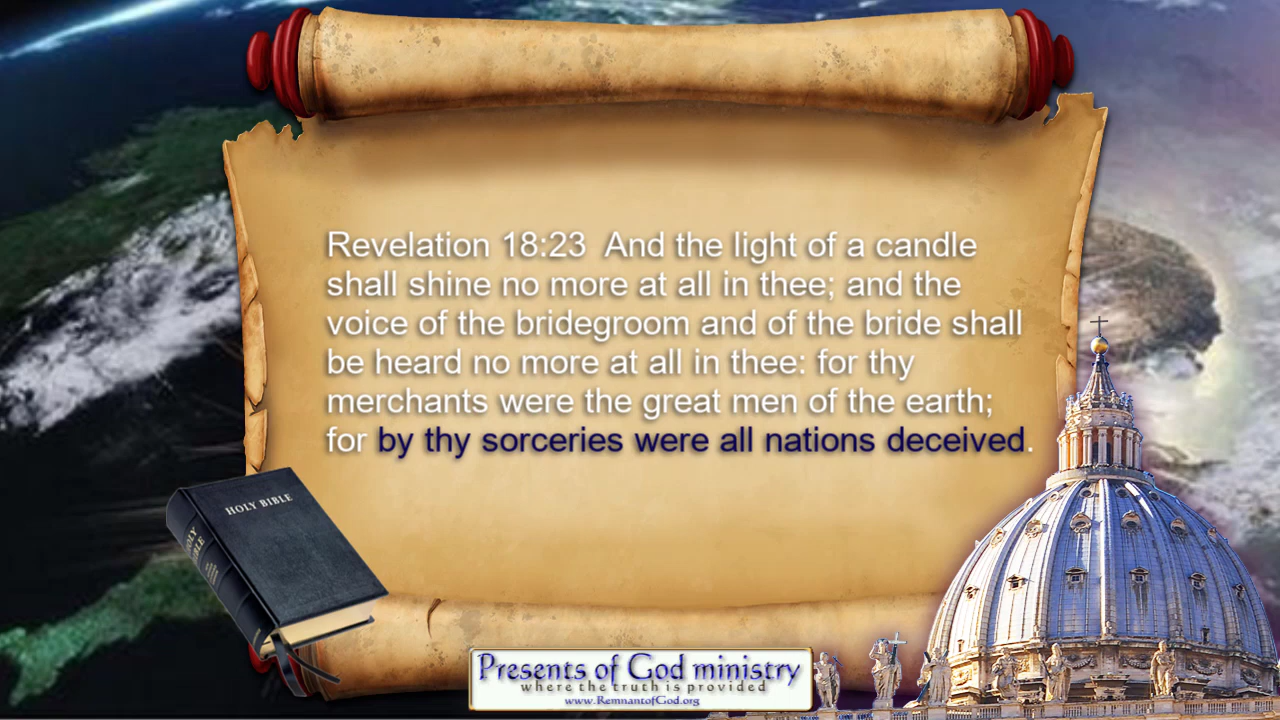 Revelation 18:23  And the light of a candle
shall shine no more at all in thee; and the
voice of the bridegroom and of the bride shall
be heard no more at all in thee: for thy
merchants were the great men of the earth;
for by thy sorceries were all nations deceived.
HOLY BIBLE
HOLY
BIBLE
Presents of God ministry
where the truth is provided
www.RemnantofGod.org